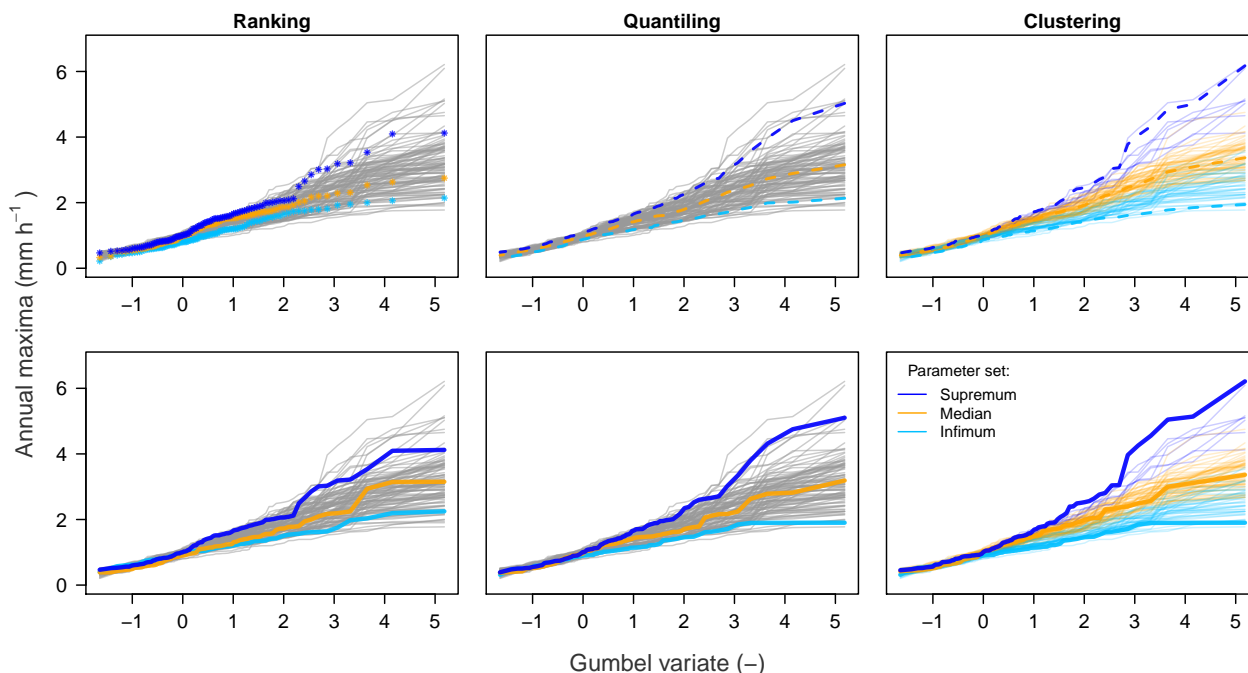 Ranking
Quantiling
Clustering
Annual maxima (mm h⁻¹ )
6
4
2
0
−1 0 1 2 3 4 5
−1 0 1 2 3 4 5
−1 0 1 2 3 4 5
6
4
2
0
Parameter set:
Supremum
Median
Infimum
−1 0 1 2 3 4 5
−1 0 1 2 3 4 5
−1 0 1 2 3 4 5
Gumbel variate (−)